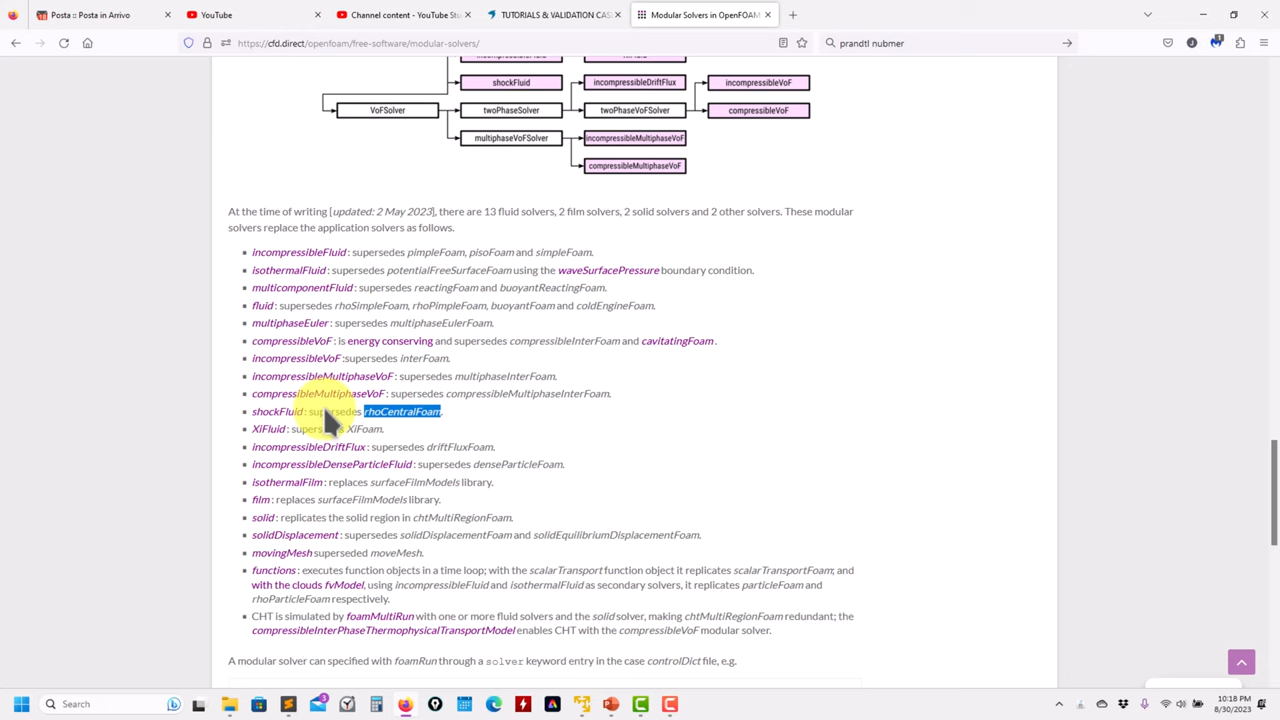 Posta :: Posta in Arrivo
YouTube
Channel content - YouTube Stu
TUTORIALS & VALIDATION CAS
Modular Solvers in OpenFOAM
https://cfd.direct/openfoam/free-software/modular-solvers/
prandtl nubmer
shockFluid
incompressibleDriftFlux
incompressibleVoF
VoFSolver
twoPhaseSolver
twoPhaseVoFSolver
compressibleVoF
multiphaseVoFSolver
incompressibleMultiphaseVoF
compressibleMultiphaseVoF
At the time of writing [updated: 2 May 2023], there are 13 fluid solvers, 2 film solvers, 2 solid solvers and 2 other solvers. These modular
solvers replace the application solvers as follows.
incompressibleFluid : supersedes pimpleFoam, pisoFoam and simpleFoam.
isothermalFluid : supersedes potentialFreeSurfaceFoam using the waveSurfacePressure boundary condition.
multicomponentFluid : supersedes reactingFoam and buoyantReactingFoam.
fluid : supersedes rhoSimpleFoam, rhoPimpleFoam, buoyantFoam and coldEngineFoam.
multiphaseEuler : supersedes multiphaseEulerFoam.
compressibleVoF : is energy conserving and supersedes compressibleInterFoam and cavitatingFoam .
incompressibleVoF :supersedes interFoam.
incompressibleMultiphaseVoF : supersedes multiphaseInterFoam.
compressibleMultiphaseVoF : supersedes compressibleMultiphaseInterFoam.
shockFluid : supersedes rhoCentralFoam.
XiFluid : supersedes XiFoam.
incompressibleDriftFlux : supersedes driftFluxFoam.
incompressibleDenseParticleFluid : supersedes denseParticleFoam.
isothermalFilm : replaces surfaceFilmModels library.
film : replaces surfaceFilmModels library.
solid : replicates the solid region in chtMultiRegionFoam.
solidDisplacement : supersedes solidDisplacementFoam and solidEquilibriumDisplacementFoam.
movingMesh superseded moveMesh.
functions : executes function objects in a time loop; with the scalarTransport function object it replicates scalarTransportFoam; and
with the clouds fvModel, using incompressibleFluid and isothermalFluid as secondary solvers, it replicates particleFoam and
rhoParticleFoam respectively.
CHT is simulated by foamMultiRun with one or more fluid solvers and the solid solver, making chtMultiRegionFoam redundant; the
compressibleInterPhaseThermophysicalTransportModel enables CHT with the compressibleVoF modular solver.
A modular solver can specified with foamRun through a solver keyword entry in the case controlDict file, e.g.
Search
3
10:18 PM
8/30/2023